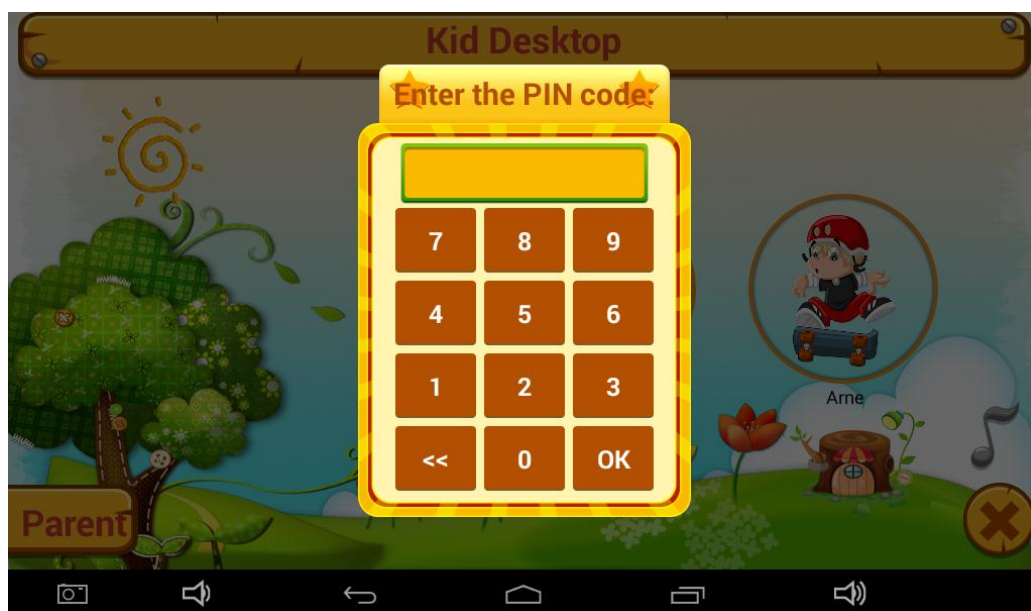 Kid Desktop
Enter the PIN code:
7 8 9
4 5 6
1 2 3
<< 0 OK
Arne
Parent